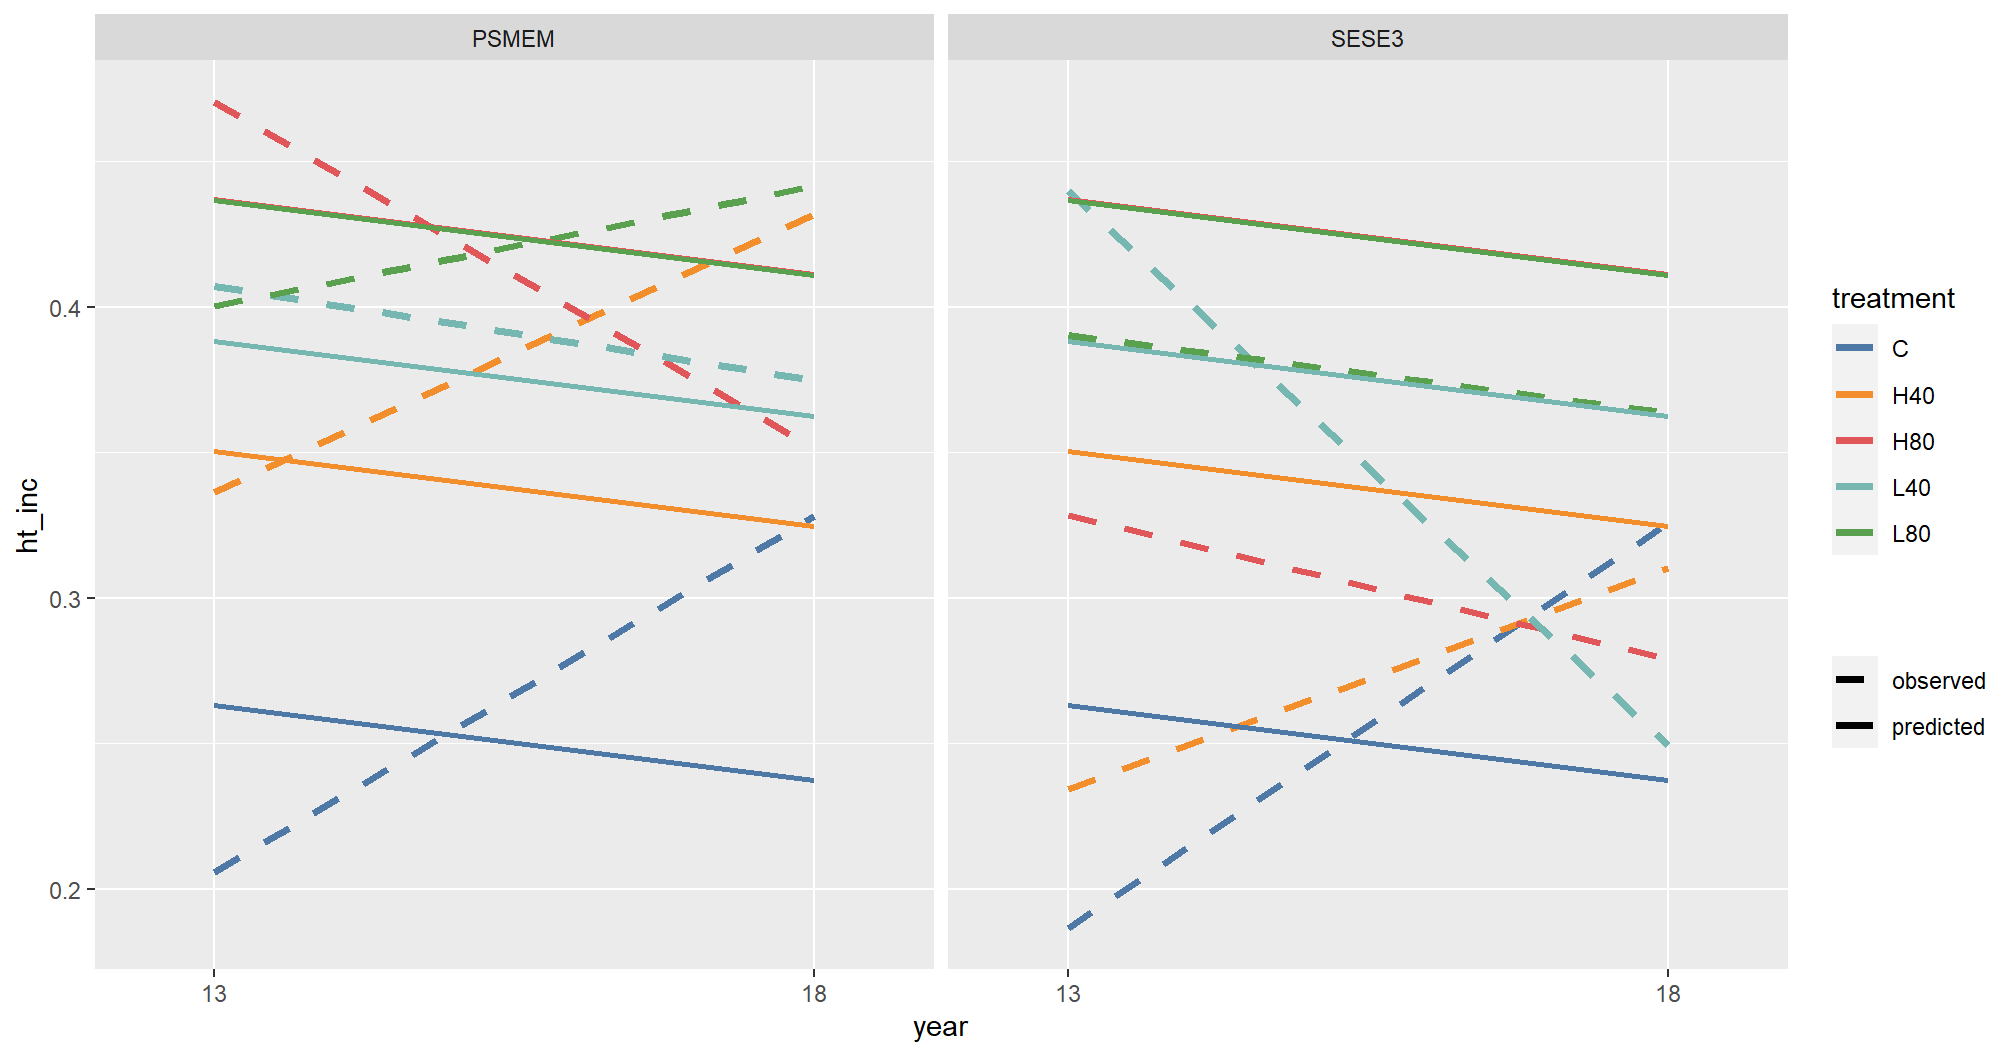 PSMEM
SESE3
ht_inc
0.4
0.3
0.2
13
18
13
18
year
treatment
C
H40
H80
L40
L80
observed
predicted